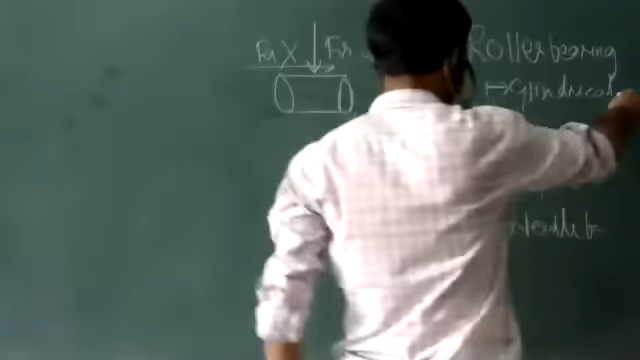 Fa X Fr
Roller bearing
↦ Cylindrical
Needle